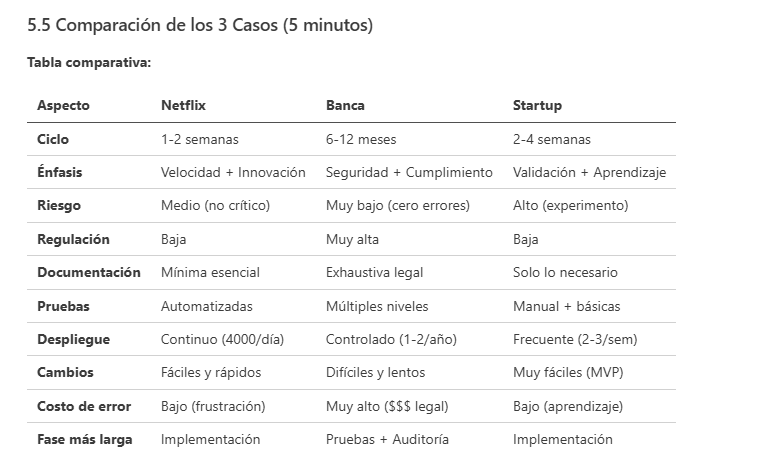 5.5 Comparación de los 3 Casos (5 minutos)
Tabla comparativa:
Aspecto Netflix Banca Startup
Ciclo 1-2 semanas 6-12 meses 2-4 semanas
Énfasis Velocidad + Innovación Seguridad + Cumplimiento Validación + Aprendizaje
Riesgo Medio (no crítico) Muy bajo (cero errores) Alto (experimento)
Regulación Baja Muy alta Baja
Documentación Mínima esencial Exhaustiva legal Solo lo necesario
Pruebas Automatizadas Múltiples niveles Manual + básicas
Despliegue Continuo (4000/día) Controlado (1-2/año) Frecuente (2-3/sem)
Cambios Fáciles y rápidos Difíciles y lentos Muy fáciles (MVP)
Costo de error Bajo (frustración) Muy alto ($$$ legal) Bajo (aprendizaje)
Fase más larga Implementación Pruebas + Auditoría Implementación